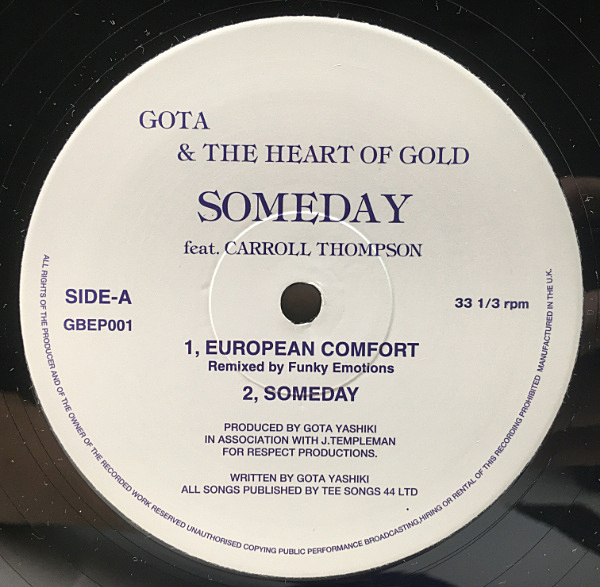 GOTA
& THE HEART OF GOLD
SOMEDAY
feat. CARROLL THOMPSON
SIDE-A
GBEP001
33 1/3 rpm
1, EUROPEAN COMFORT
Remixed by Funky Emotions
2, SOMEDAY
PRODUCED BY GOTA YASHIKI
IN ASSOCIATION WITH J.TEMPLEMAN
FOR RESPECT PRODUCTIONS.
WRITTEN BY GOTA YASHIKI
ALL SONGS PUBLISHED BY TEE SONGS 44 LTD
ALL RIGHTS OF THE PRODUCER AND OF THE OWNER OF THE RECORDED WORK RESERVED UNAUTHORISED COPYING PUBLIC PERFORMANCE BROADCASTING,HIRING OR RENTAL OF THIS RECORDING PROHIBITED MANUFACTURED IN THE U.K.